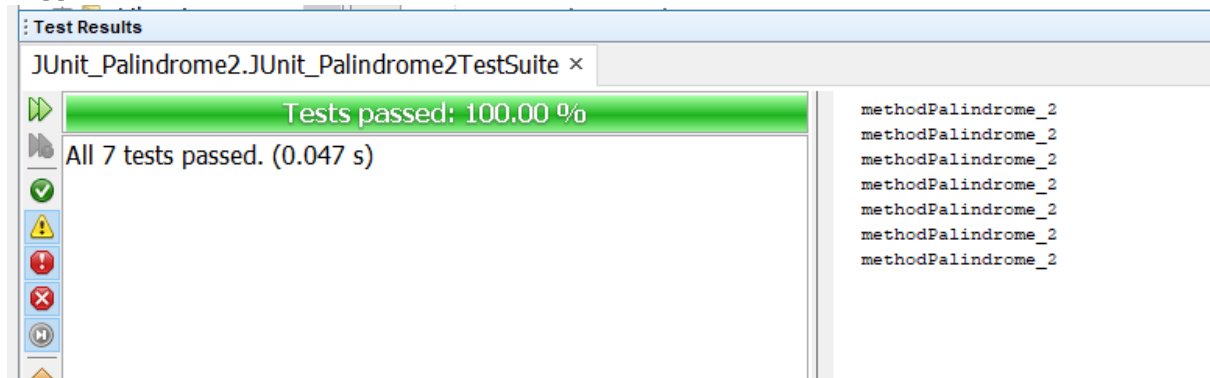 Test Results
JUnit_Palindrome2.JUnit_Palindrome2TestSuite ×
Tests passed: 100.00 %
All 7 tests passed. (0.047 s)
methodPalindrome_2
methodPalindrome_2
methodPalindrome_2
methodPalindrome_2
methodPalindrome_2
methodPalindrome_2
methodPalindrome_2